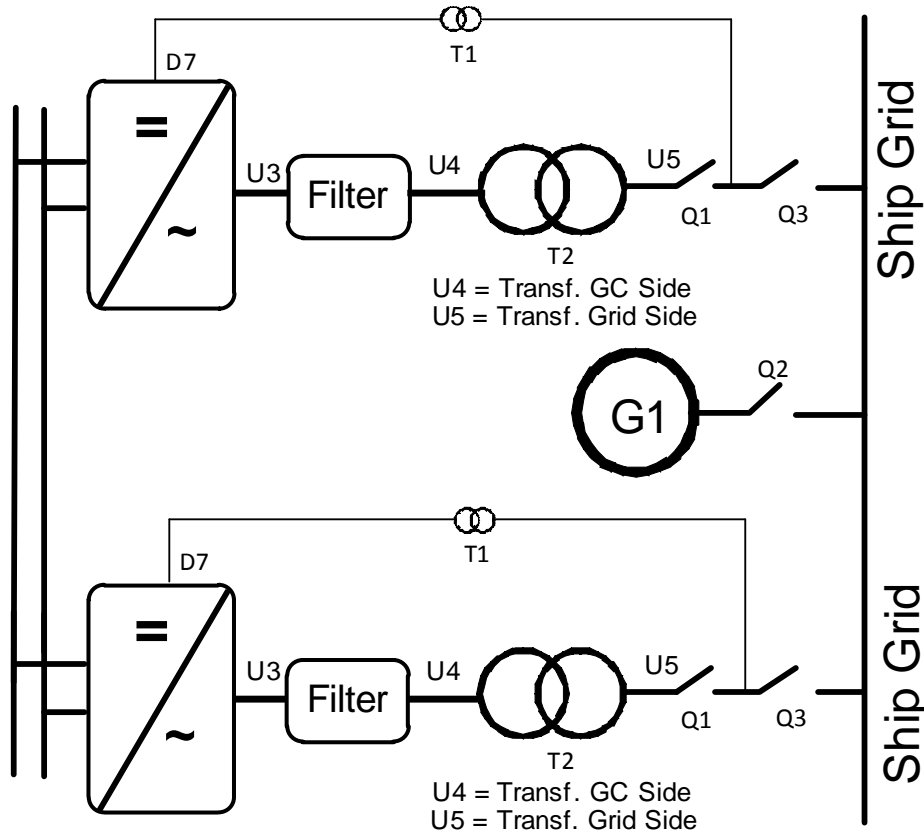 T1
D7
=
~
U3
Filter
U4
T2
U5
Q1
Q3
Ship Grid
U4 = Transf. GC Side
U5 = Transf. Grid Side
G1
Q2
T1
D7
=
~
U3
Filter
U4
T2
U5
Q1
Q3
Ship Grid
U4 = Transf. GC Side
U5 = Transf. Grid Side